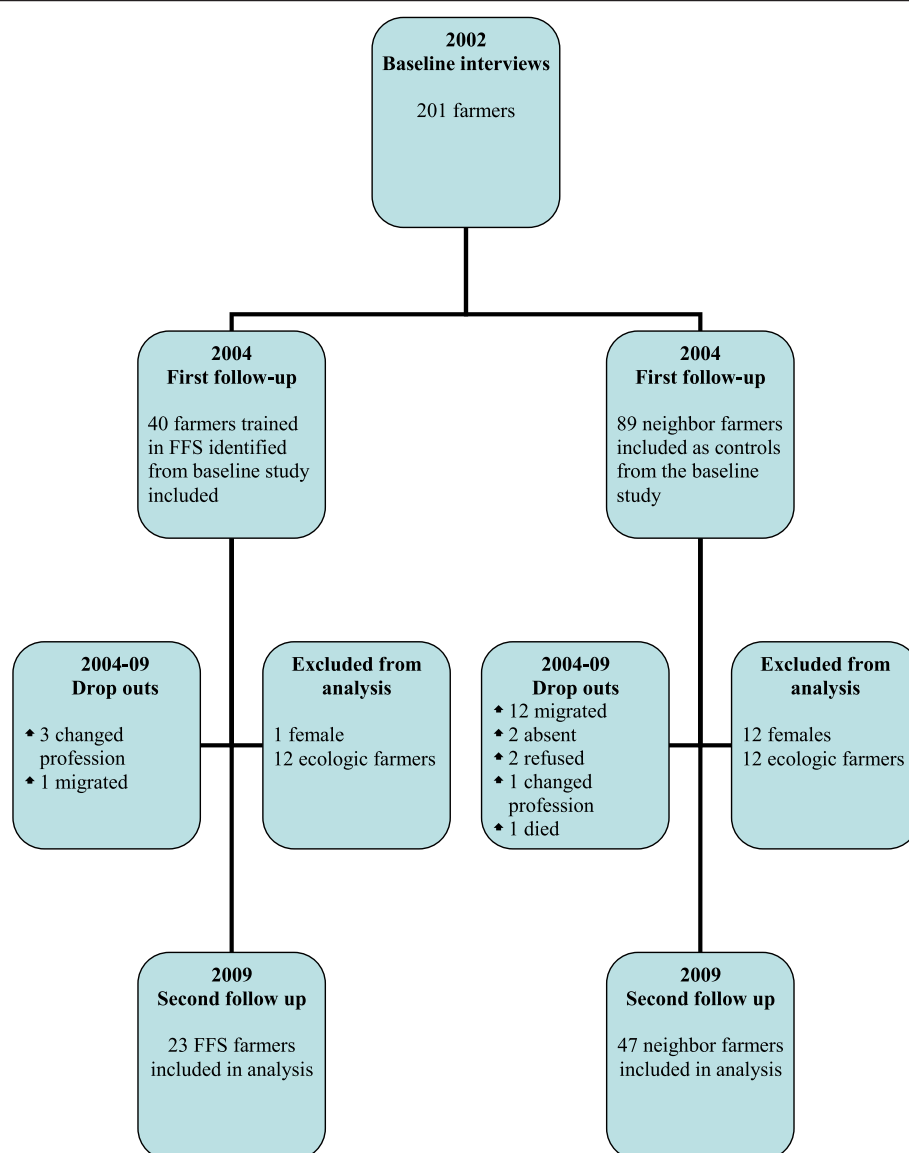 2002
Baseline interviews
201 farmers
2004
First follow-up
40 farmers trained
in FFS identified
from baseline study
included
2004
First follow-up
89 neighbor farmers
included as controls
from the baseline
study
2004-09
Drop outs
3 changed
profession
1 migrated
Excluded from
analysis
1 female
12 ecologic farmers
2004-09
Drop outs
12 migrated
2 absent
2 refused
1 changed
profession
1 died
Excluded from
analysis
12 females
12 ecologic farmers
2009
Second follow up
23 FFS farmers
included in analysis
2009
Second follow up
47 neighbor farmers
included in analysis